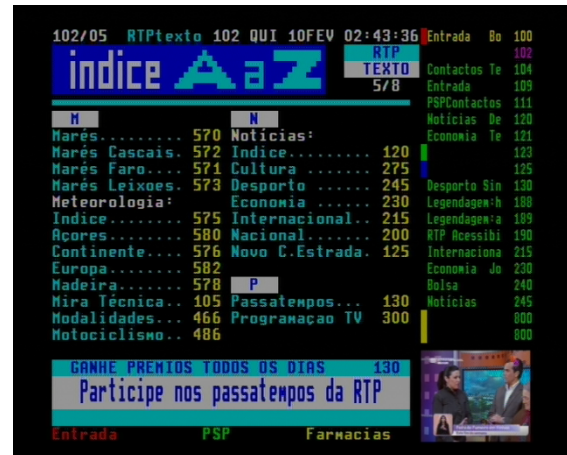 102/05 RTPtexto 102 QUI 10FEV 02:43:36
indice A a Z
RTP
TEXTO
5/8
M
Marés......... 570
Marés Cascais. 572
Marés Faro.... 571
Marés Leixoes. 573
Meteorologia:
Indice........ 575
Açores........ 580
Continente.... 576
Europa........ 582
Madeira....... 578
Mira Técnica.. 105
Modalidades... 466
Motociclismo.. 486
N
Notícias:
Indice......... 120
Cultura ....... 275
Desporto ...... 245
Economia ...... 230
Internacional.. 215
Nacional....... 200
Novo C.Estrada. 125
P
Passatempos... 130
Programaçao TV 300
GANHE PREMIOS TODOS OS DIAS 130
Participe nos passatempos da RTP
Entrada PSP Farmacias
Entrada Bo 100
102
Contactos Te 104
Entrada 109
PSPContactos 111
Notícias De 120
Economia Te 121
123
125
Desporto Sin 130
Legendagem:h 188
Legendagem:a 189
RTP Acessibi 190
Internaciona 215
Economia Jo 230
Bolsa 240
Notícias 245
800
800